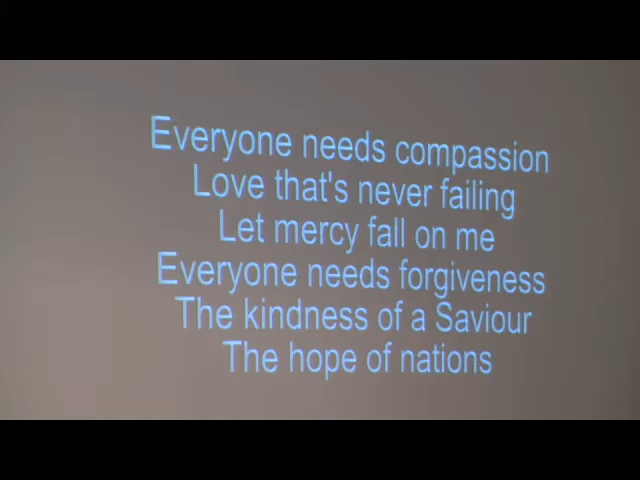 Everyone needs compassion
Love that's never failing
Let mercy fall on me
Everyone needs forgiveness
The kindness of a Saviour
The hope of nations